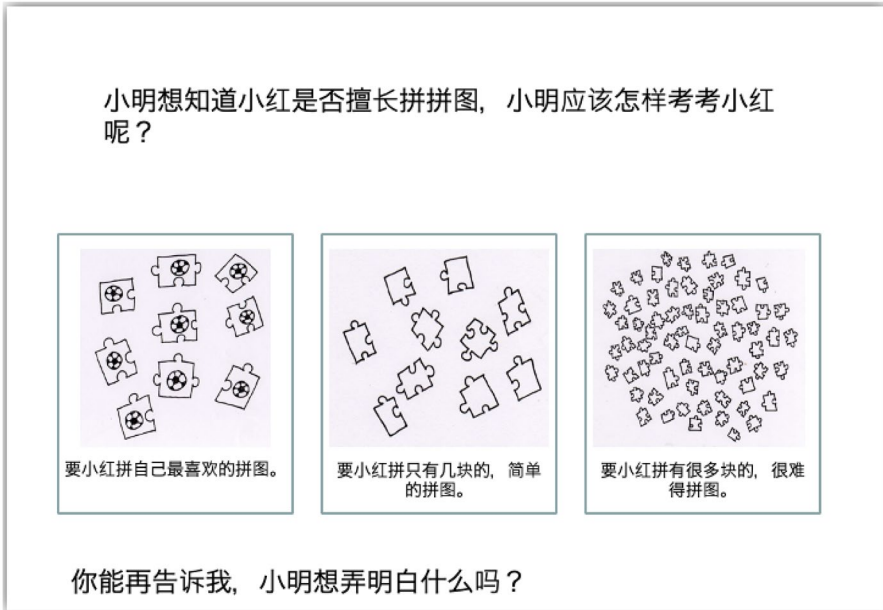 小明想知道小红是否擅长拼拼图，小明应该怎样考考小红
呢？
要小红拼自己最喜欢的拼图。
要小红拼只有几块的，简单
的拼图。
要小红拼有很多块的，很难
得拼图。
你能再告诉我，小明想弄明白什么吗？